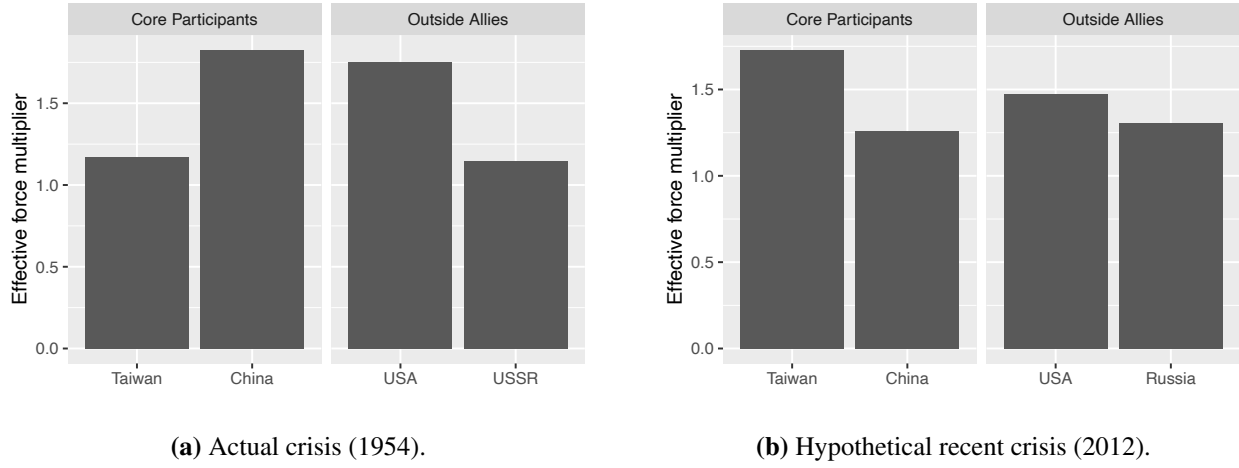 Core Participants
Outside Allies
Effective force multiplier
1.5
1.0
0.5
0.0
Taiwan
China
USA
USSR
(a) Actual crisis (1954).
Core Participants
Outside Allies
Effective force multiplier
1.5
1.0
0.5
0.0
Taiwan
China
USA
Russia
(b) Hypothetical recent crisis (2012).